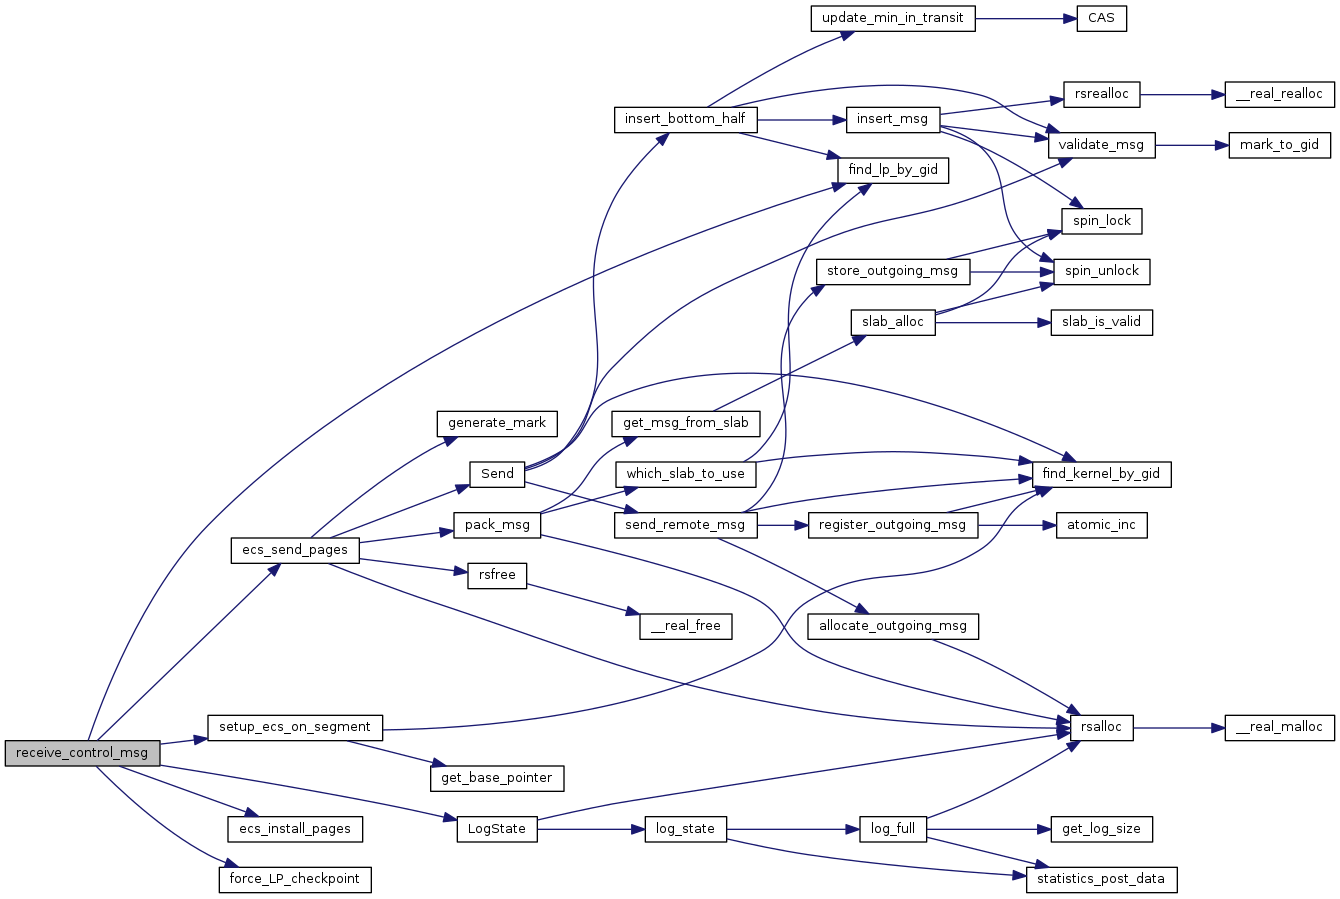 update_min_in_transit
CAS
rsrealloc
__real_realloc
insert_bottom_half
insert_msg
validate_msg
mark_to_gid
find_lp_by_gid
spin_lock
store_outgoing_msg
spin_unlock
slab_alloc
slab_is_valid
generate_mark
get_msg_from_slab
Send
which_slab_to_use
find_kernel_by_gid
pack_msg
send_remote_msg
register_outgoing_msg
atomic_inc
ecs_send_pages
rsfree
__real_free
allocate_outgoing_msg
setup_ecs_on_segment
rsalloc
__real_malloc
receive_control_msg
get_base_pointer
ecs_install_pages
LogState
log_state
log_full
get_log_size
force_LP_checkpoint
statistics_post_data